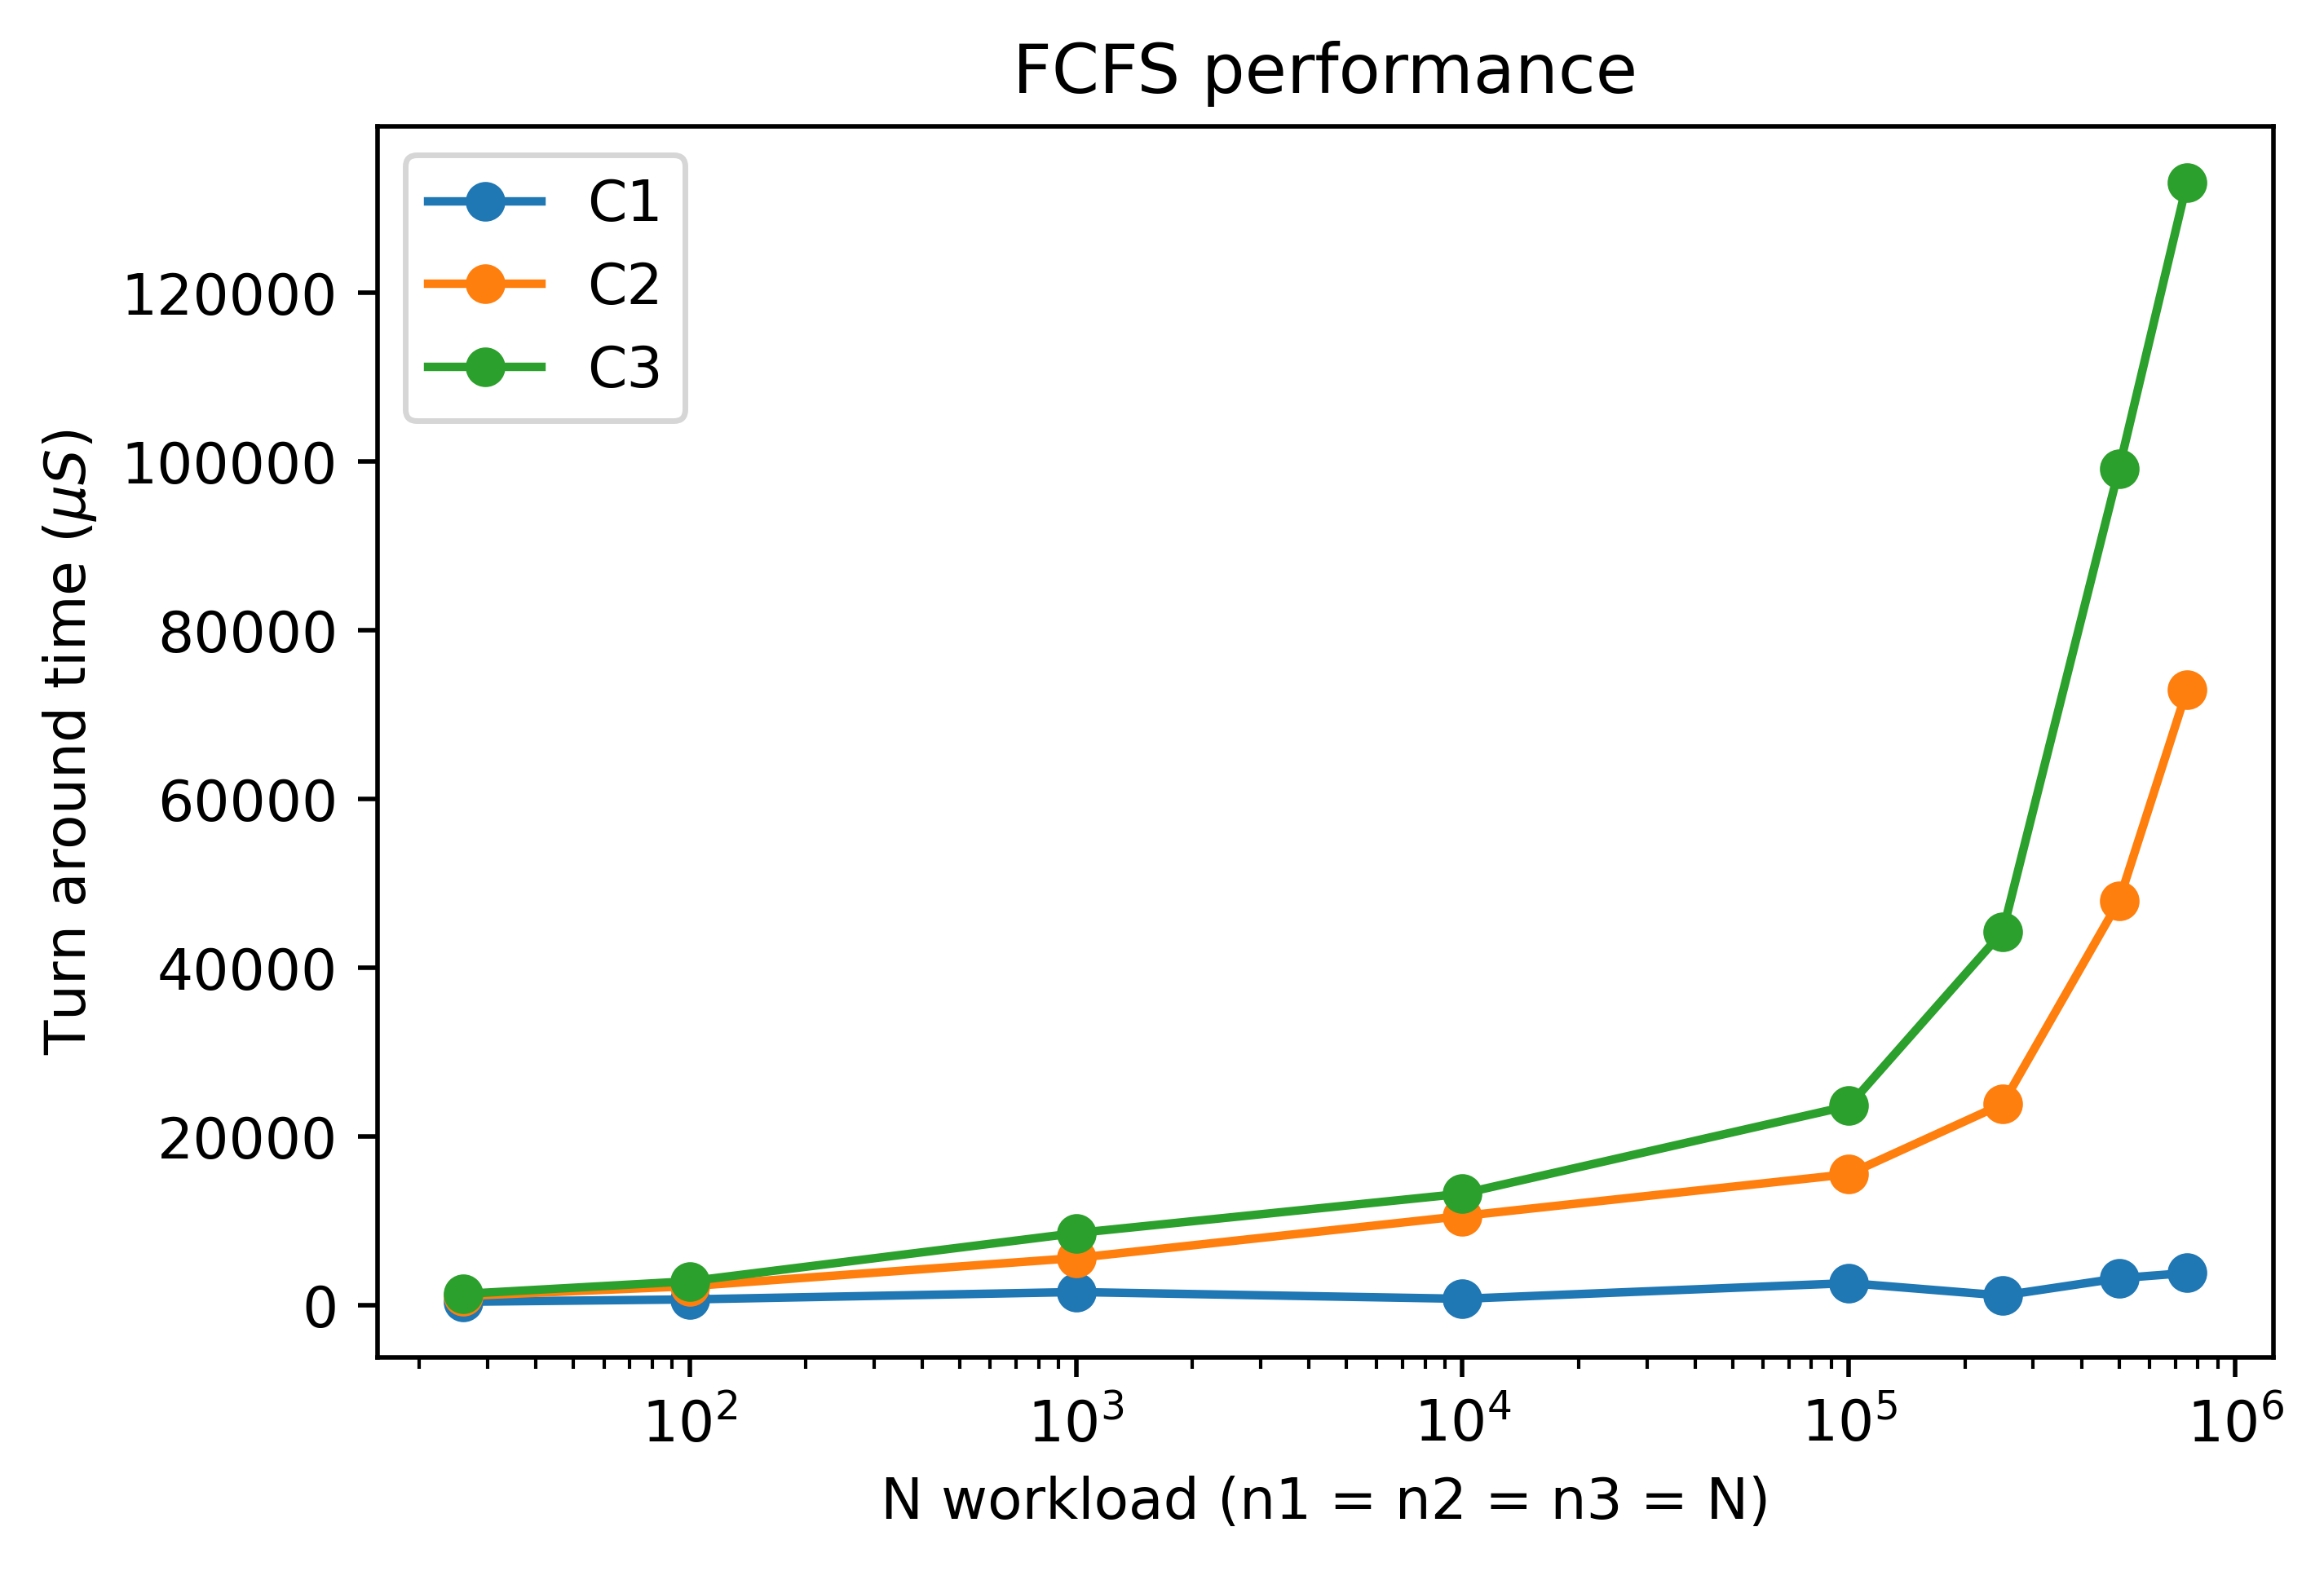 FCFS performance
C1
C2
C3
120000
100000
80000
60000
40000
20000
0
Turn around time (μS)
10²
10³
10⁴
10⁵
10⁶
N workload (n1 = n2 = n3 = N)